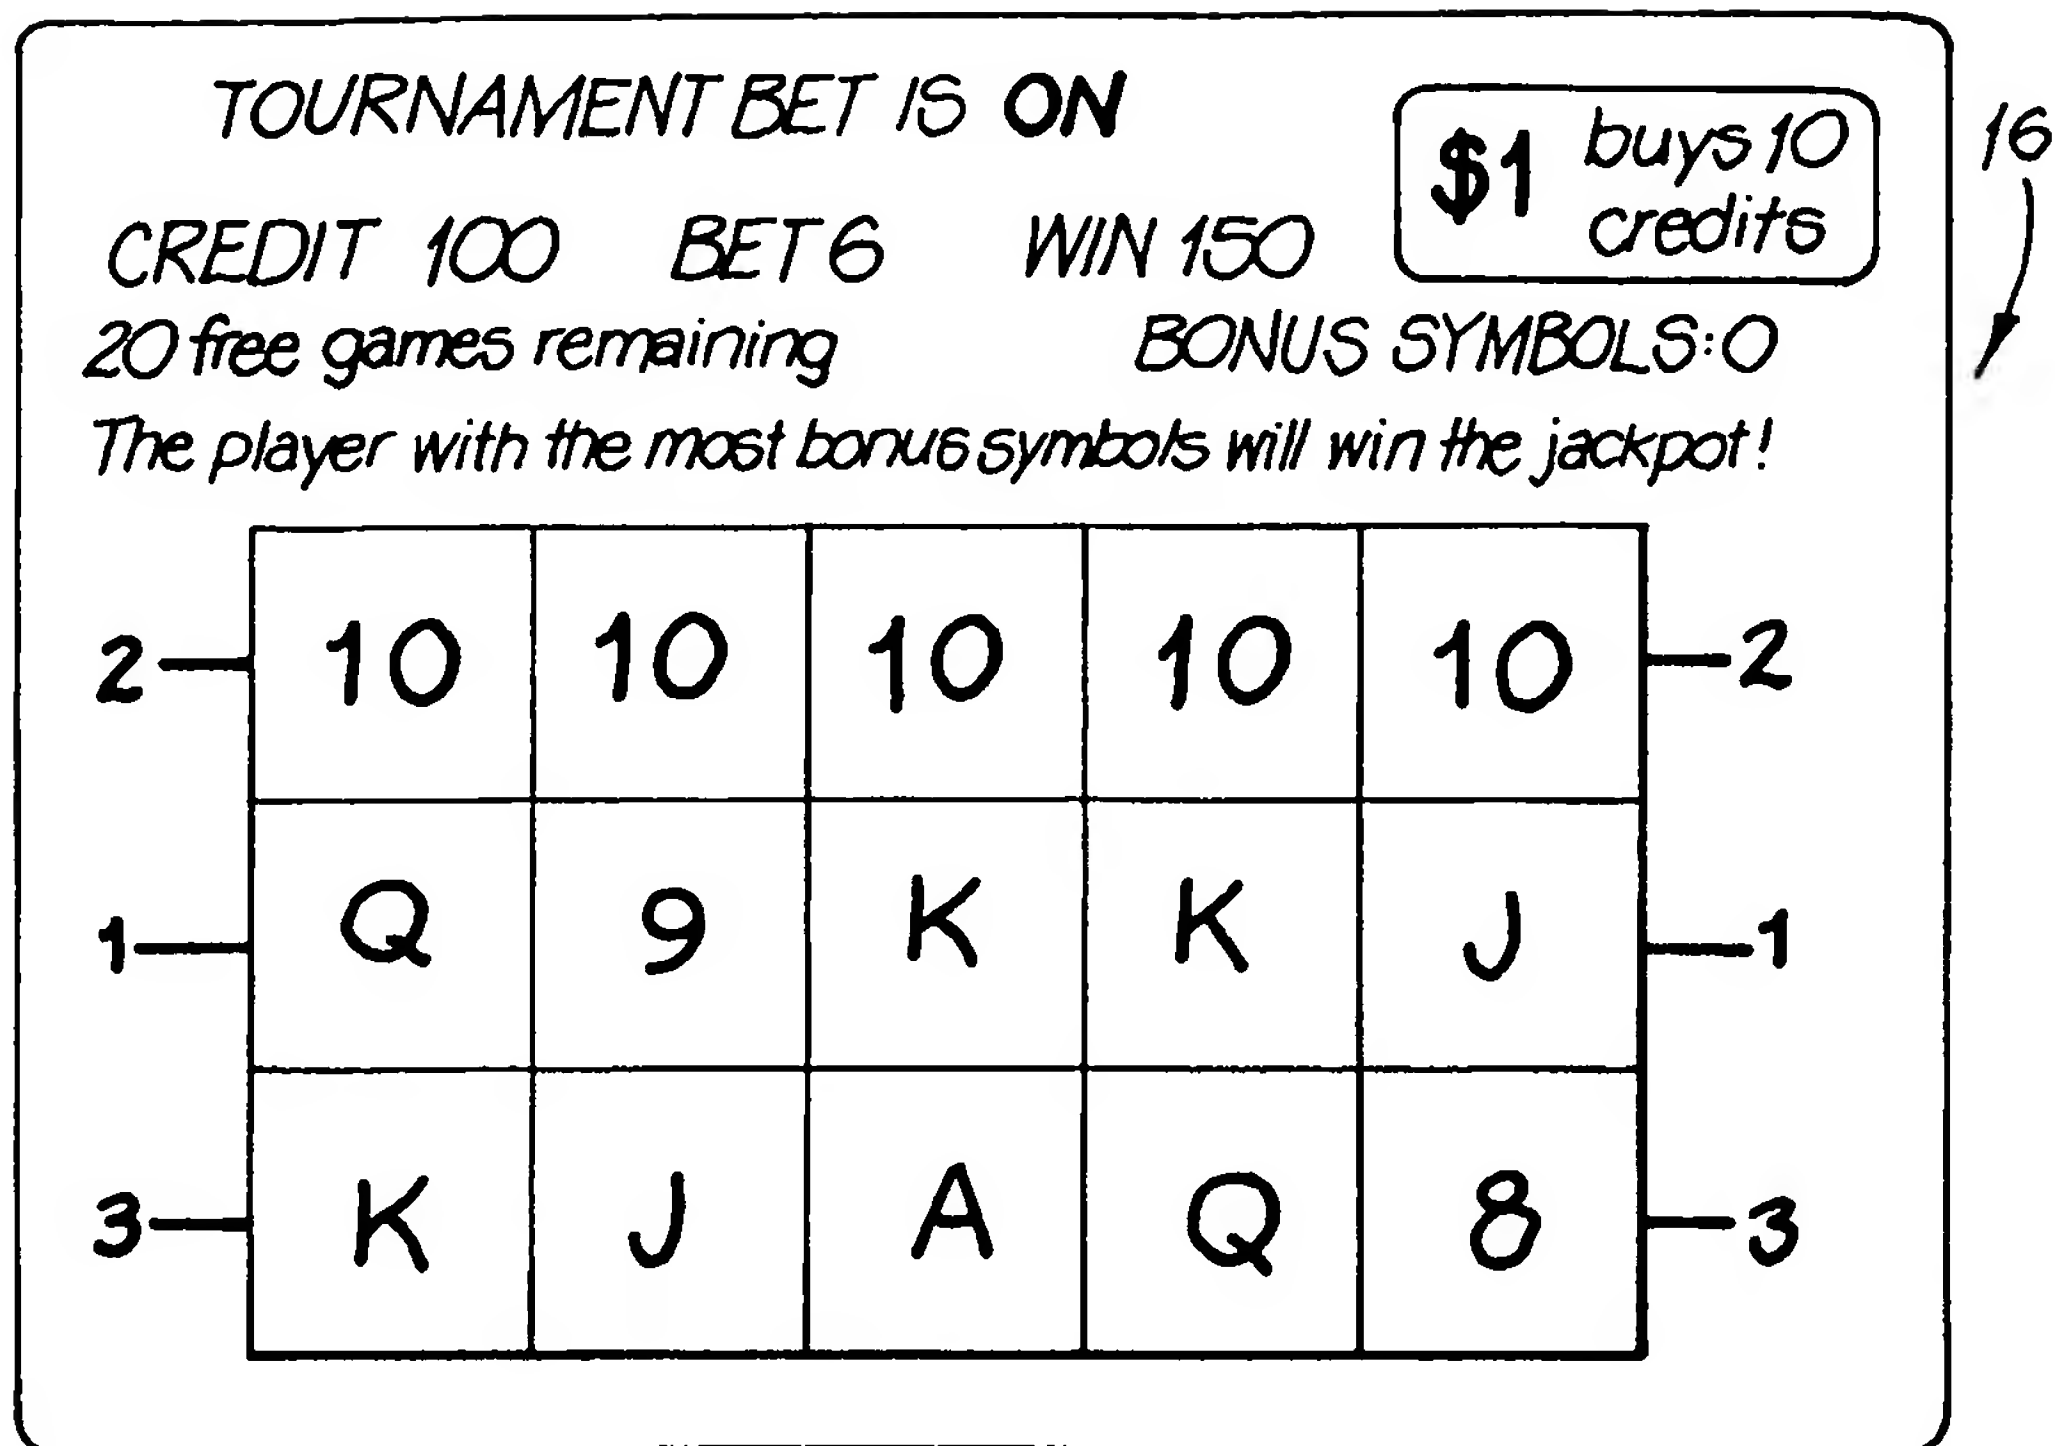 TOURNAMENT BET IS ON
$1 buys 10 credits
16
CREDIT 100 BET 6 WIN 150
20 free games remaining BONUS SYMBOLS:0
The player with the most bonus symbols will win the jackpot!
2 10 10 10 10 10 2
1 Q 9 K K J 1
3 K J A Q 8 3